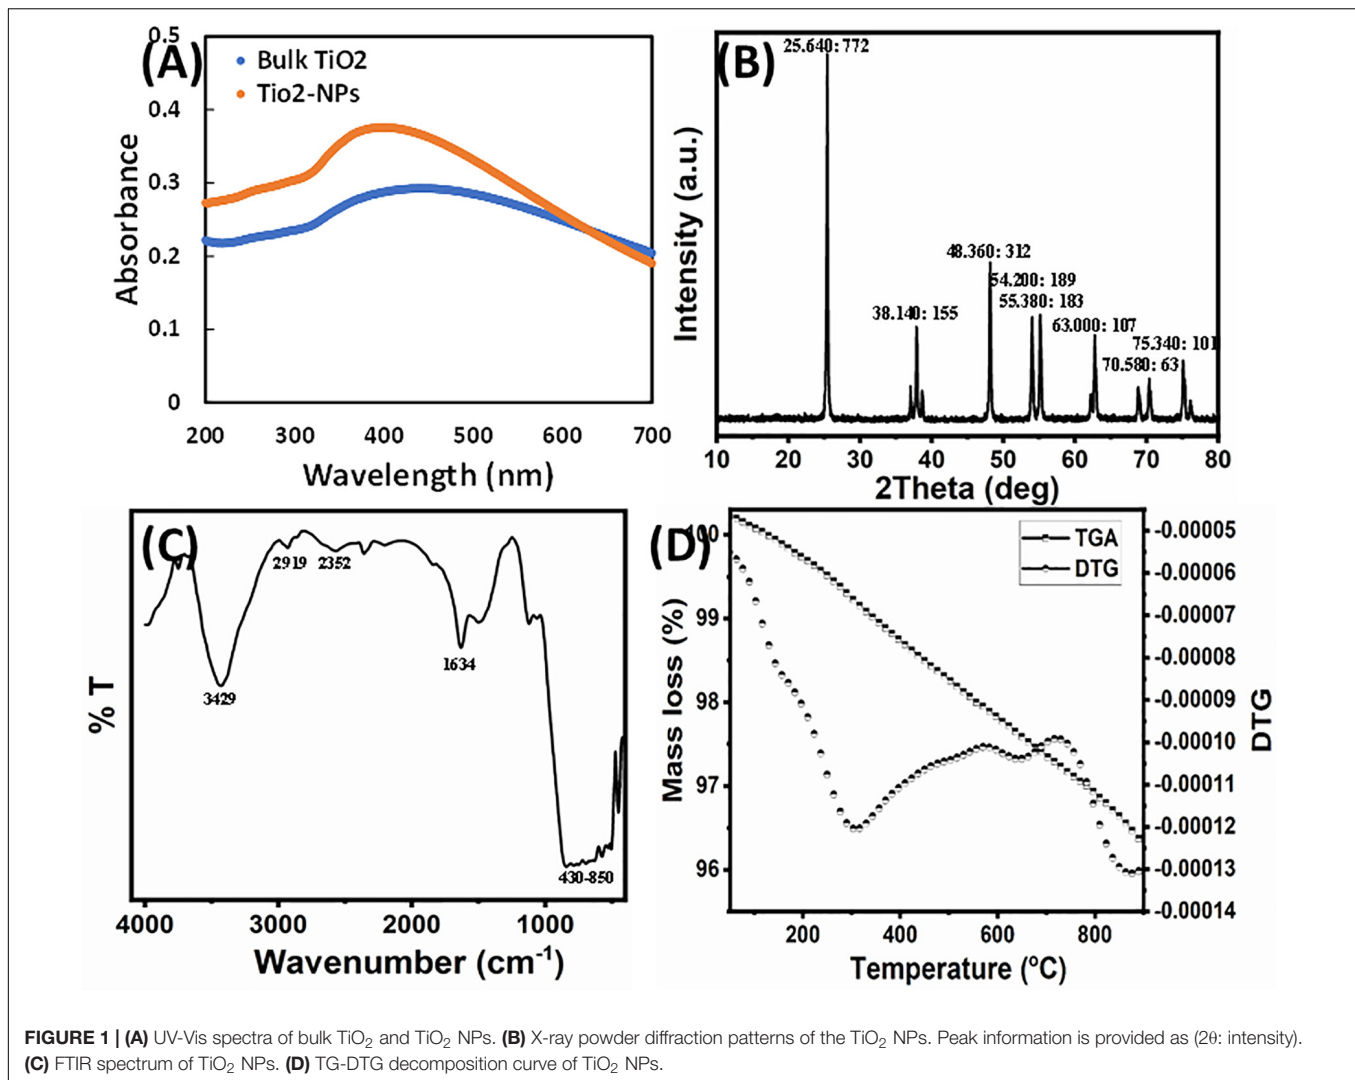 (A)
0.5
0.4
0.3
0.2
0.1
0
Absorbance
Bulk TiO2
Tio2-NPs
200 300 400 500 600 700
Wavelength (nm)
(B)
Intensity (a.u.)
25.640: 772
38.140: 155
48.360: 312
54.200: 189
55.380: 183
63.000: 107
70.580: 63
75.340: 101
10 20 30 40 50 60 70 80
2Theta (deg)
(C)
% T
3429
2919
2352
1634
430-850
4000 3000 2000 1000
Wavenumber (cm⁻¹)
(D)
100
99
98
97
96
Mass loss (%)
TGA
DTG
-0.00005
-0.00006
-0.00007
-0.00008
-0.00009
-0.00010
-0.00011
-0.00012
-0.00013
-0.00014
DTG
200 400 600 800
Temperature (ºC)
FIGURE 1 | (A) UV-Vis spectra of bulk TiO₂ and TiO₂ NPs. (B) X-ray powder diffraction patterns of the TiO₂ NPs. Peak information is provided as (2θ: intensity).
(C) FTIR spectrum of TiO₂ NPs. (D) TG-DTG decomposition curve of TiO₂ NPs.